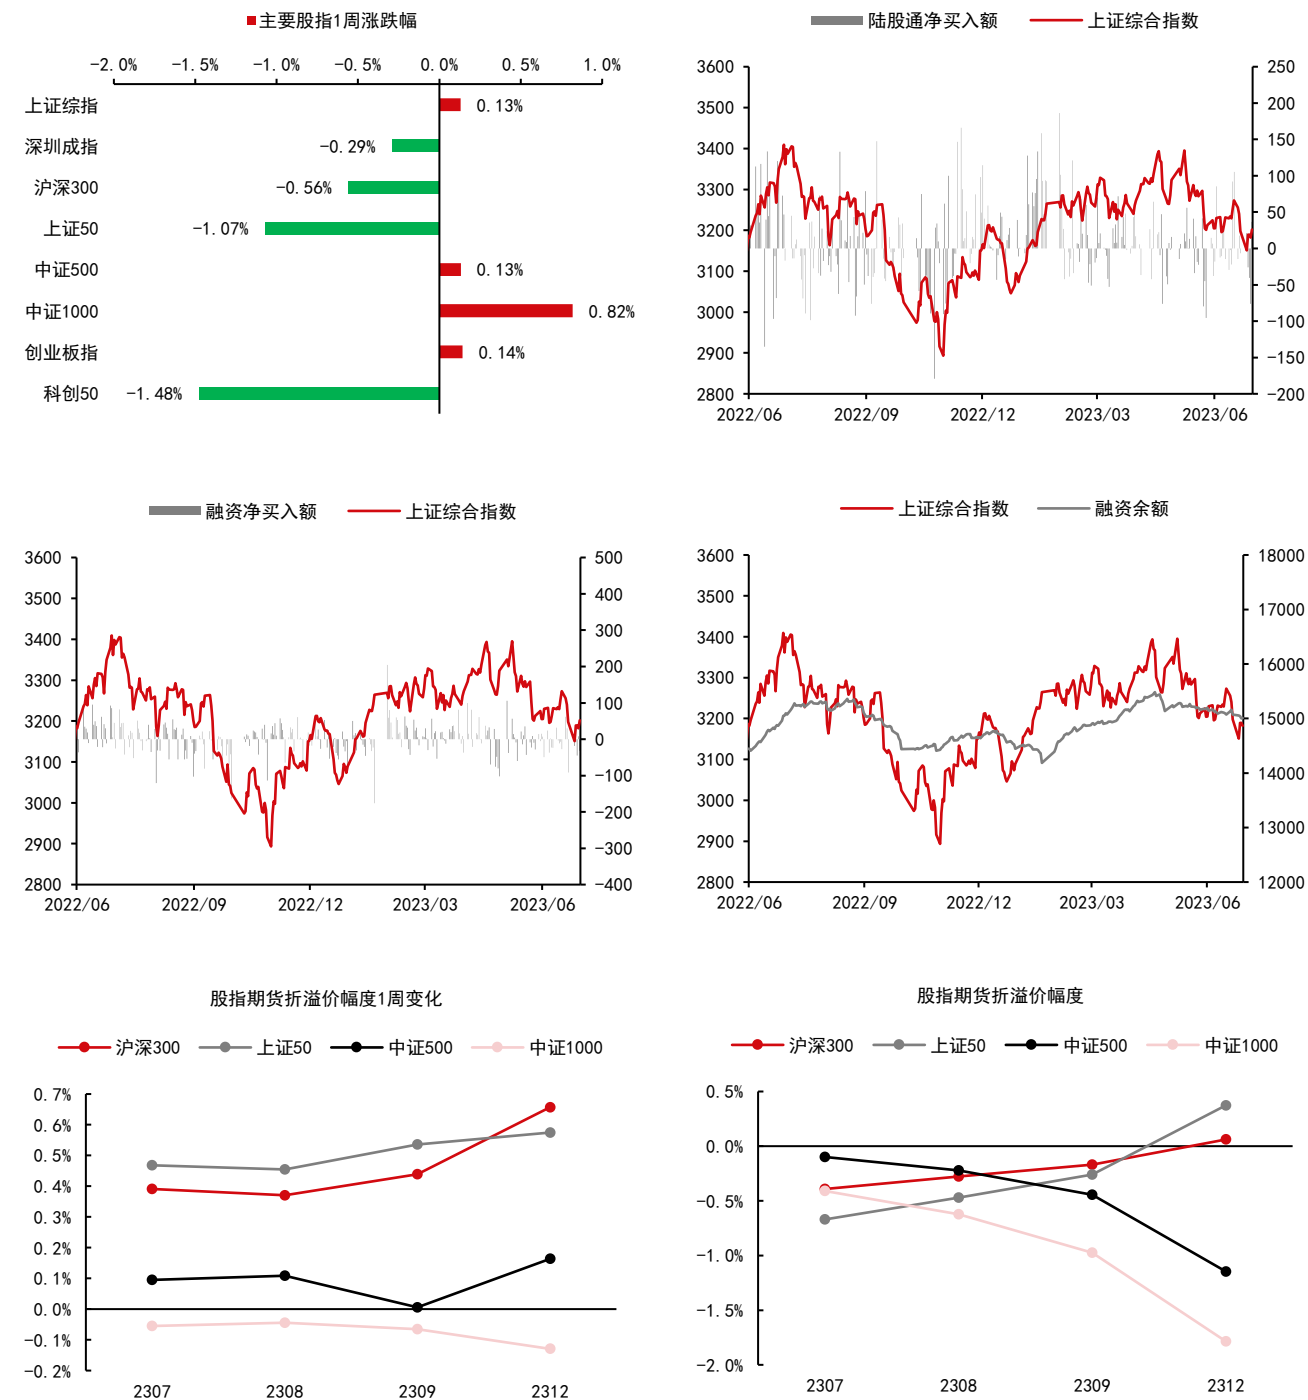 主要股指1周涨跌幅
-2.0% -1.5% -1.0% -0.5% 0.0% 0.5% 1.0%
上证综指 0.13%
深圳成指 -0.29%
沪深300 -0.56%
上证50 -1.07%
中证500 0.13%
中证1000 0.82%
创业板指 0.14%
科创50 -1.48%
陆股通净买入额 上证综合指数
3600 250
3500 200
3400 150
3300 100
3200 50
3100 0
3000 -50
2900 -100
2800 -150
-200
2022/06 2022/09 2022/12 2023/03 2023/06
融资净买入额 上证综合指数
3600 500
3500 400
3400 300
3300 200
3200 100
3100 0
3000 -100
2900 -200
2800 -300
-400
2022/06 2022/09 2022/12 2023/03 2023/06
上证综合指数 融资余额
3600 18000
3500 17000
3400 16000
3300 15000
3200 14000
3100 13000
3000 12000
2900
2800
2022/06 2022/09 2022/12 2023/03 2023/06
股指期货折溢价幅度1周变化
沪深300 上证50 中证500 中证1000
0.7%
0.6%
0.5%
0.4%
0.3%
0.2%
0.1%
0.0%
-0.1%
-0.2%
2307 2308 2309 2312
股指期货折溢价幅度
沪深300 上证50 中证500 中证1000
0.5%
0.0%
-0.5%
-1.0%
-1.5%
-2.0%
2307 2308 2309 2312